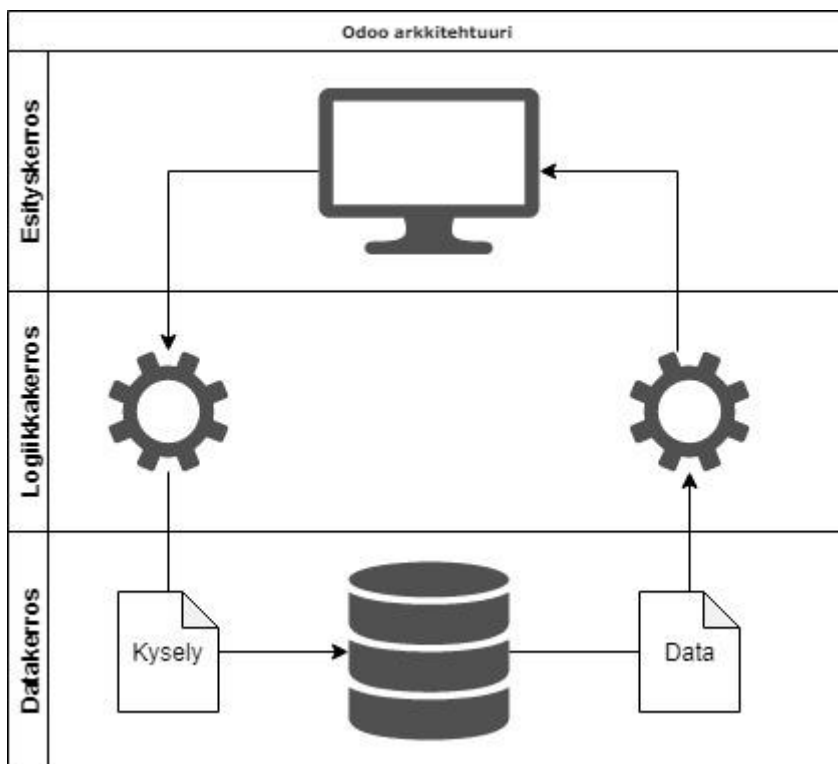 Odoo arkkitehtuuri
Esityskerros
Logiikkakerros
Datakerros
Kysely
Data